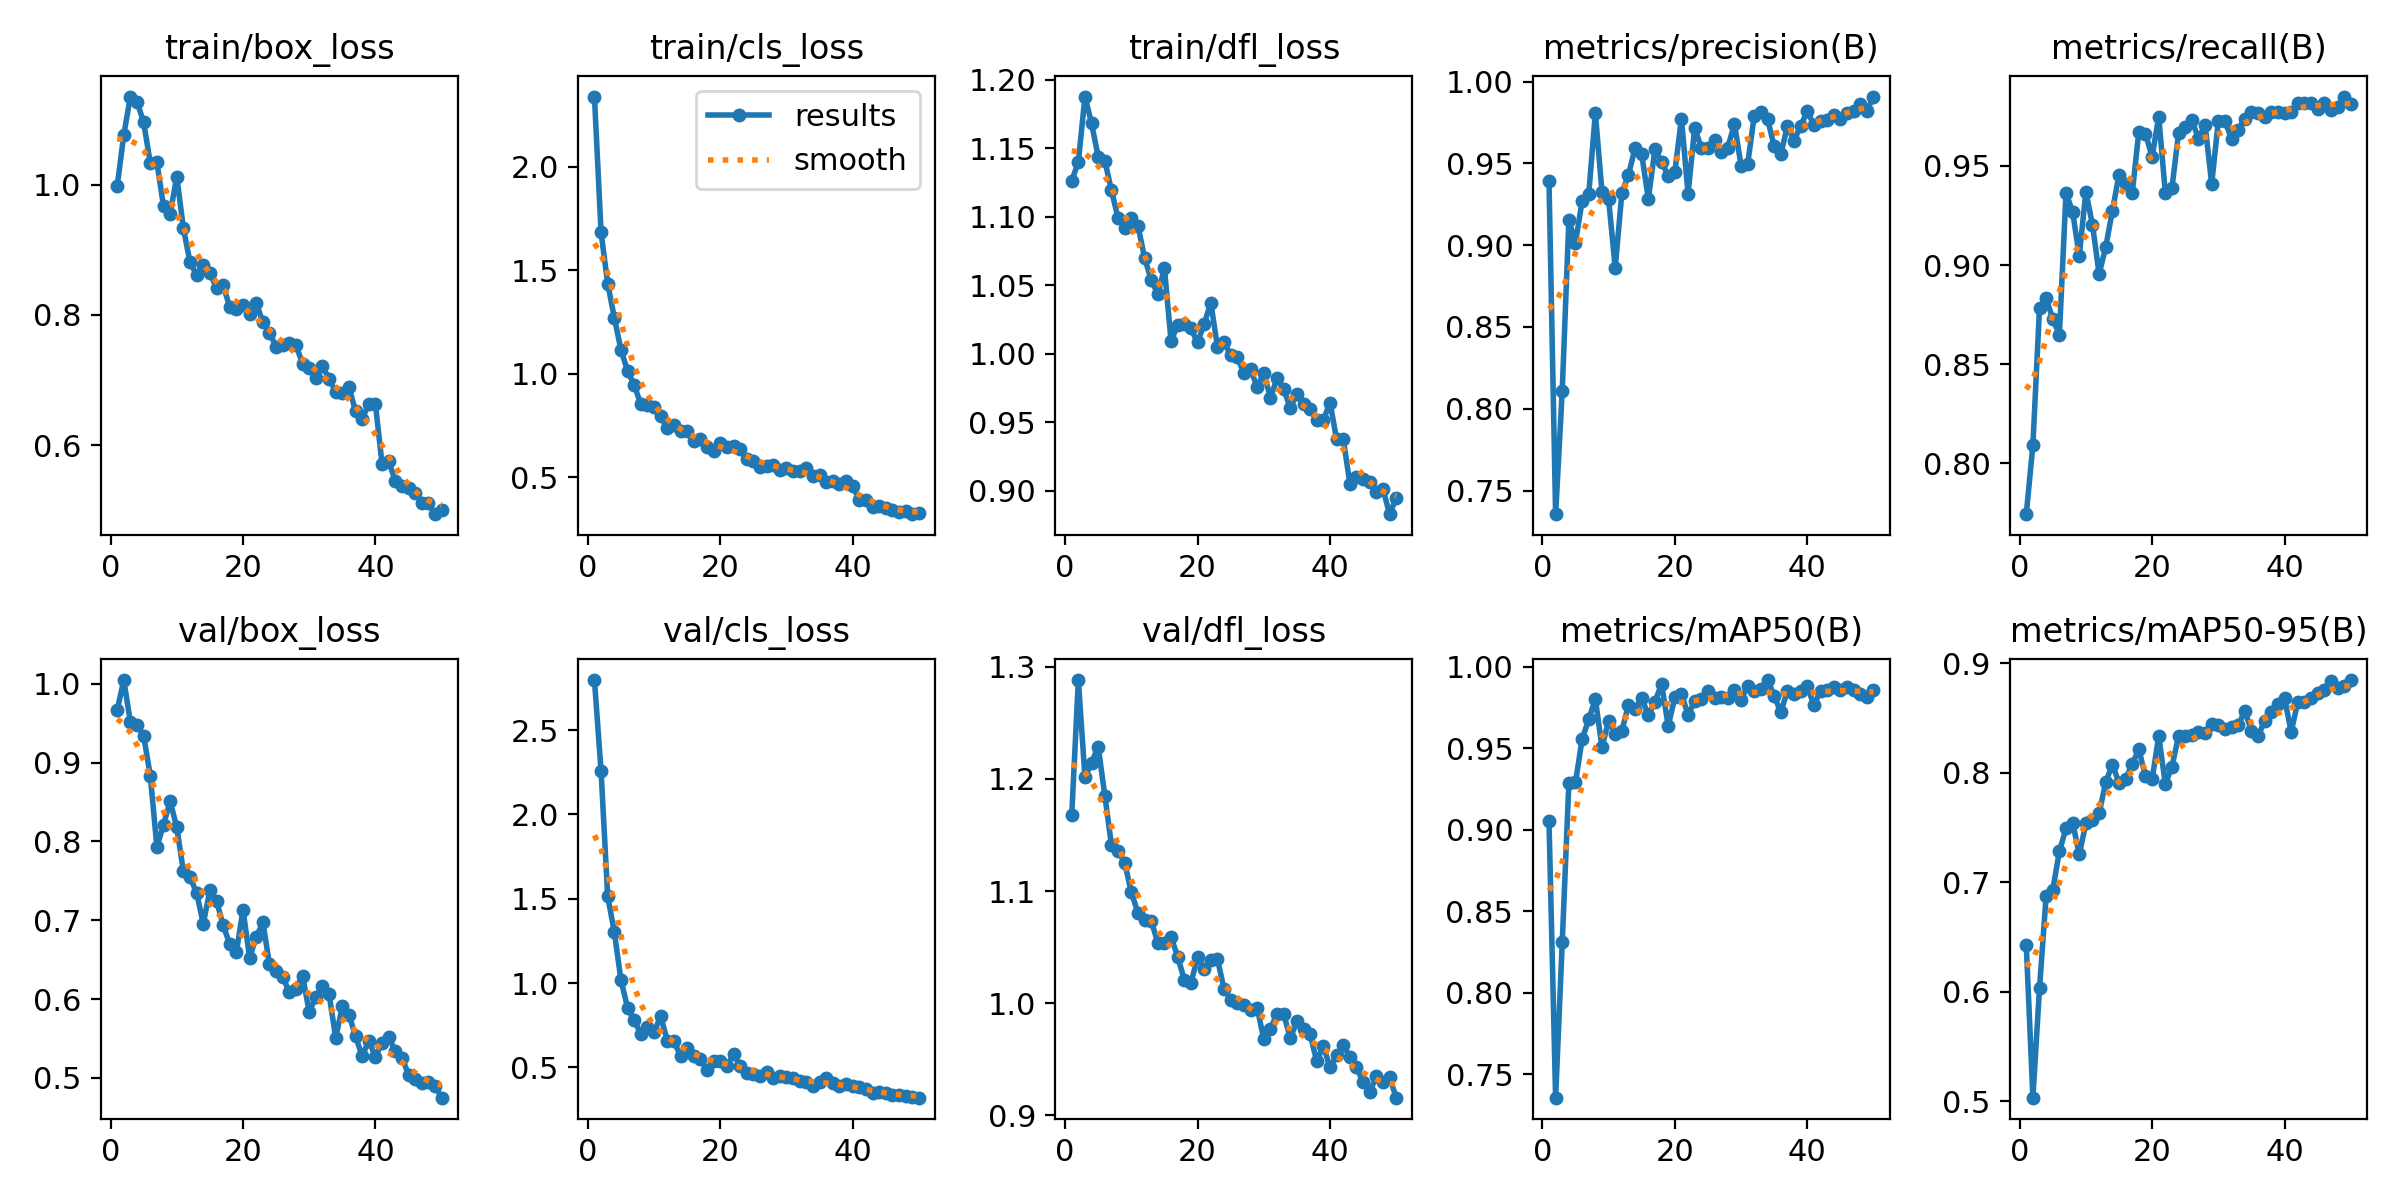 train/box_loss
1.0
0.8
0.6
0 20 40
train/cls_loss
results
smooth
2.0
1.5
1.0
0.5
0 20 40
train/dfl_loss
1.20
1.15
1.10
1.05
1.00
0.95
0.90
0 20 40
metrics/precision(B)
1.00
0.95
0.90
0.85
0.80
0.75
0 20 40
metrics/recall(B)
0.95
0.90
0.85
0.80
0 20 40
val/box_loss
1.0
0.9
0.8
0.7
0.6
0.5
0 20 40
val/cls_loss
2.5
2.0
1.5
1.0
0.5
0 20 40
val/dfl_loss
1.3
1.2
1.1
1.0
0.9
0 20 40
metrics/mAP50(B)
1.00
0.95
0.90
0.85
0.80
0.75
0 20 40
metrics/mAP50-95(B)
0.9
0.8
0.7
0.6
0.5
0 20 40